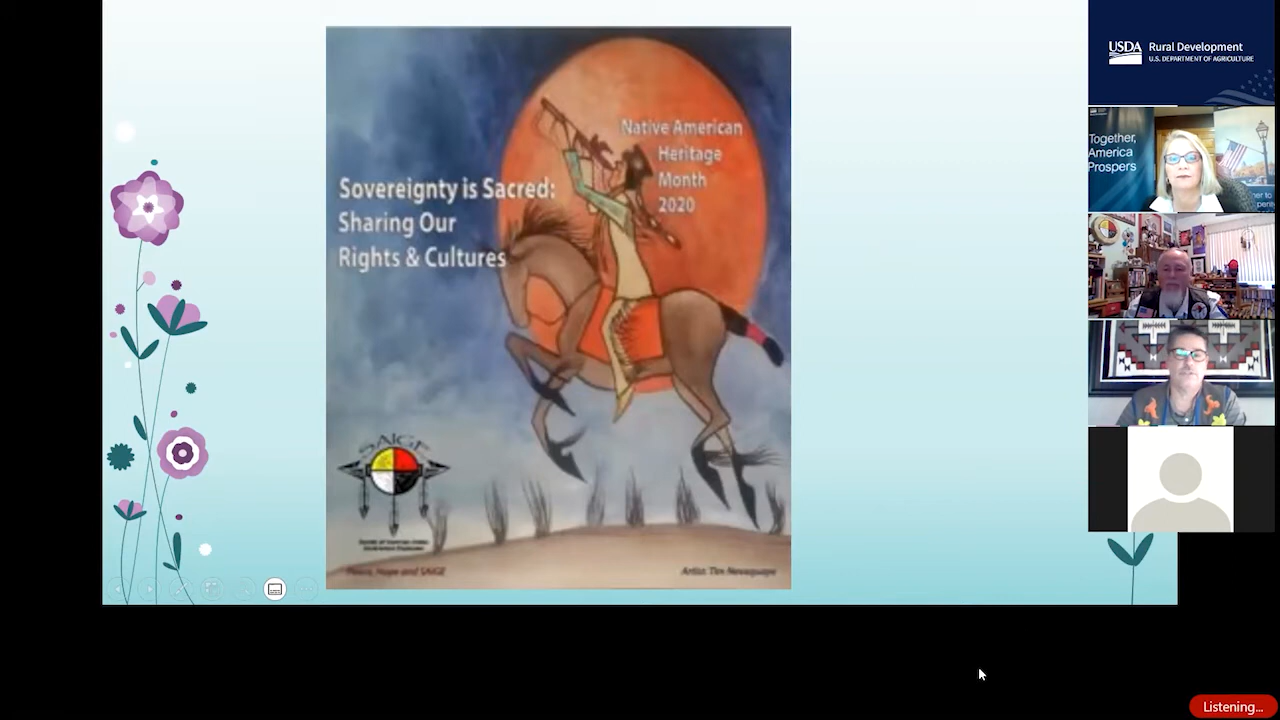 Native American
Heritage
Month
2020
Sovereignty is Sacred:
Sharing Our
Rights & Cultures
SAIGE
Peace, Hope and SAIGE
Artist: Tim Nevaquaya
USDA
Rural Development
U.S. DEPARTMENT OF AGRICULTURE
Together,
America
Prospers
Listening...